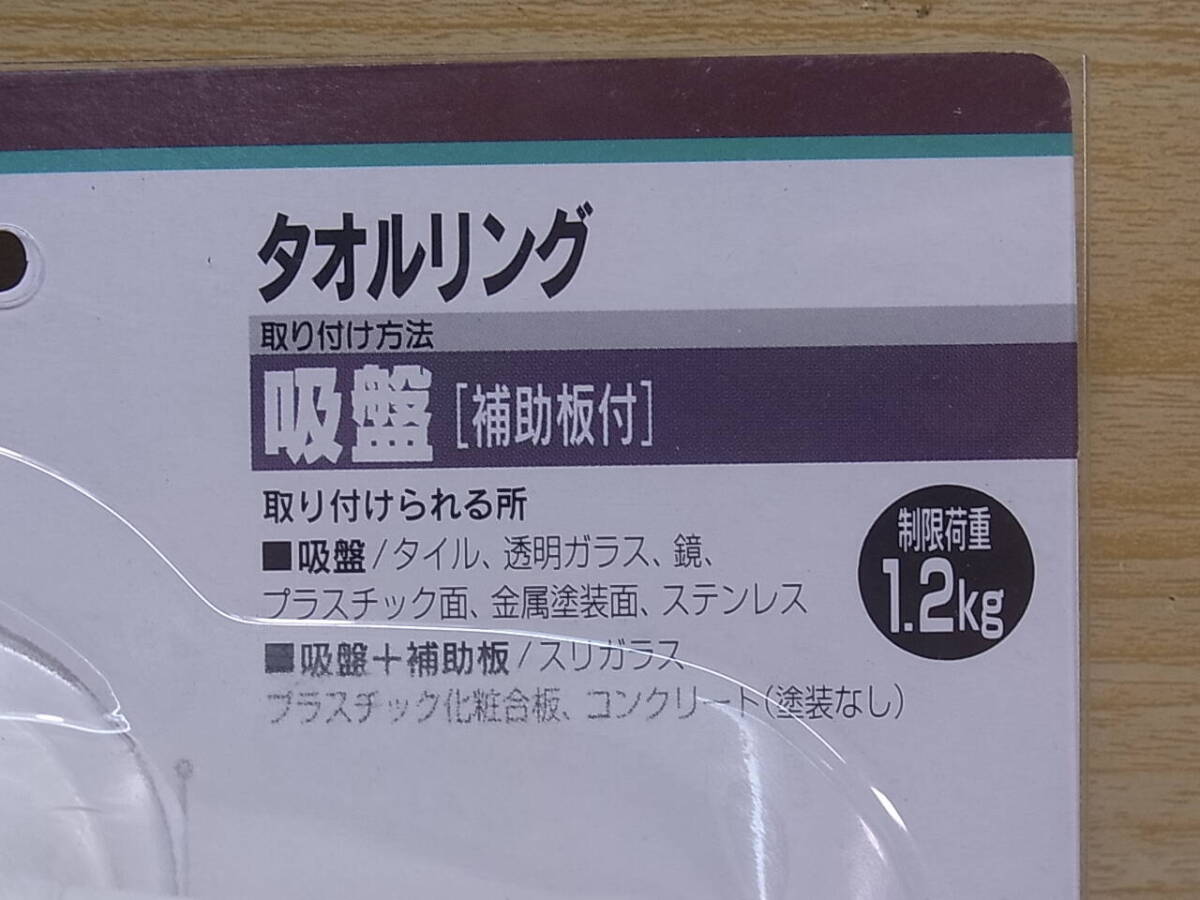 タオルリング
取り付け方法
吸盤[補助板付]
取り付けられる所
■吸盤/タイル、透明ガラス、鏡、
プラスチック面、金属塗装面、ステンレス
■吸盤+補助板/スリガラス
プラスチック化粧合板、コンクリート(塗装なし)
制限荷重
1.2kg